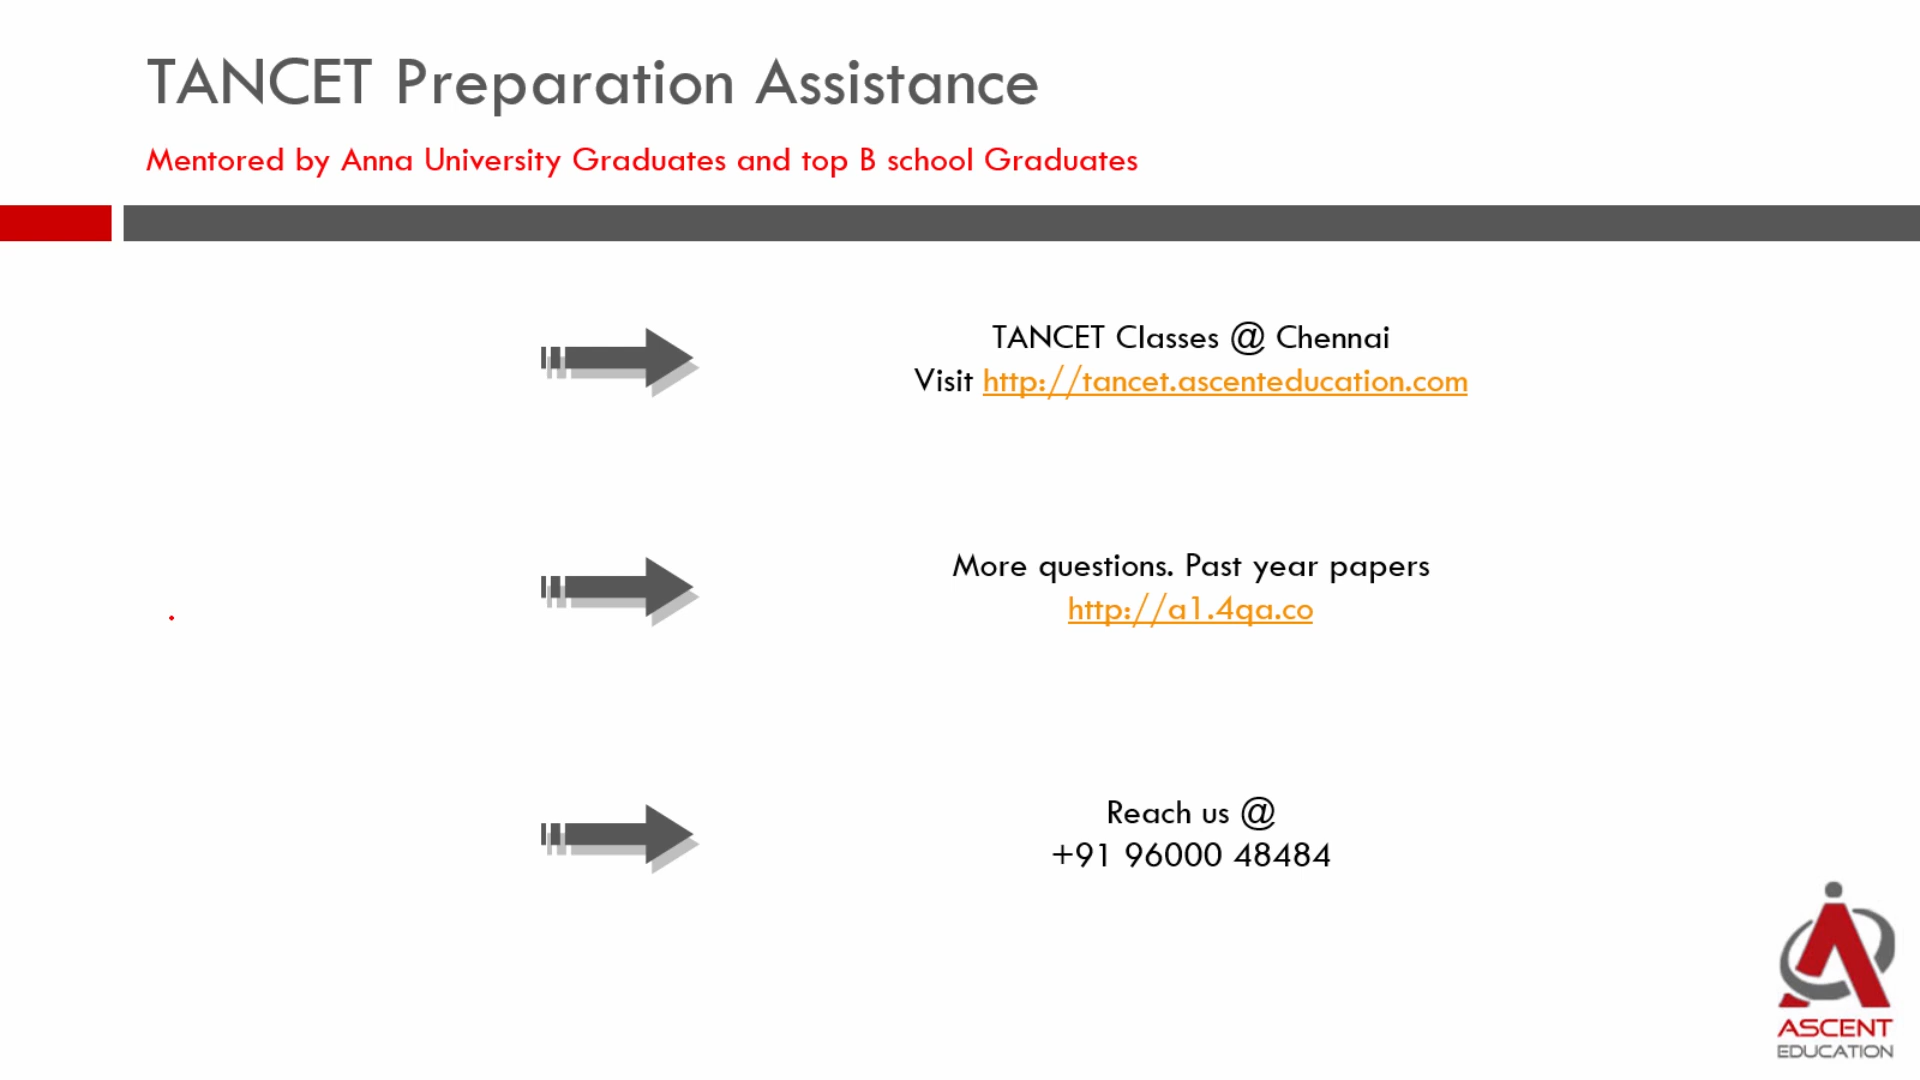 TANCET Preparation Assistance
Mentored by Anna University Graduates and top B school Graduates
TANCET Classes @ Chennai
Visit http://tancet.ascenteducation.com
More questions. Past year papers
http://a1.4qa.co
Reach us @
+91 96000 48484
ASCENT
EDUCATION